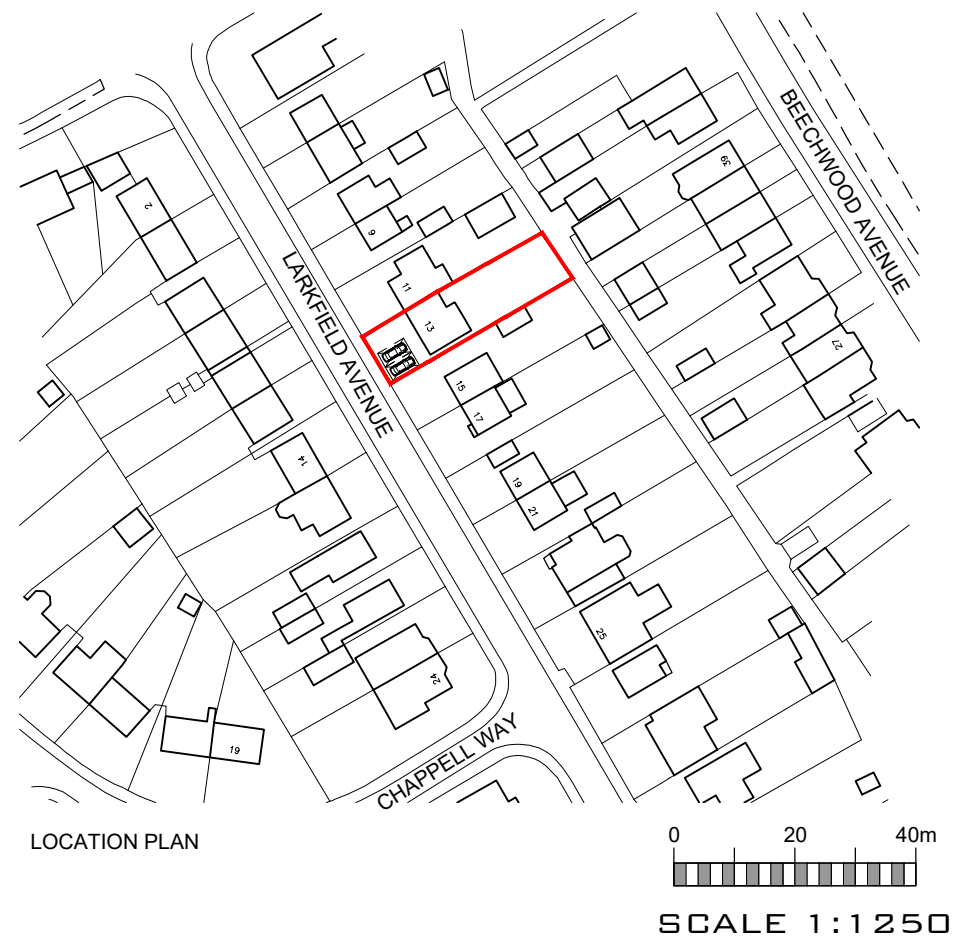 BEECHWOOD AVENUE
39
2
9
LARKFIELD AVENUE
11
13
27
15
17
14
19
21
25
24
19
CHAPPELL WAY
LOCATION PLAN
0 20 40m
SCALE 1:1250